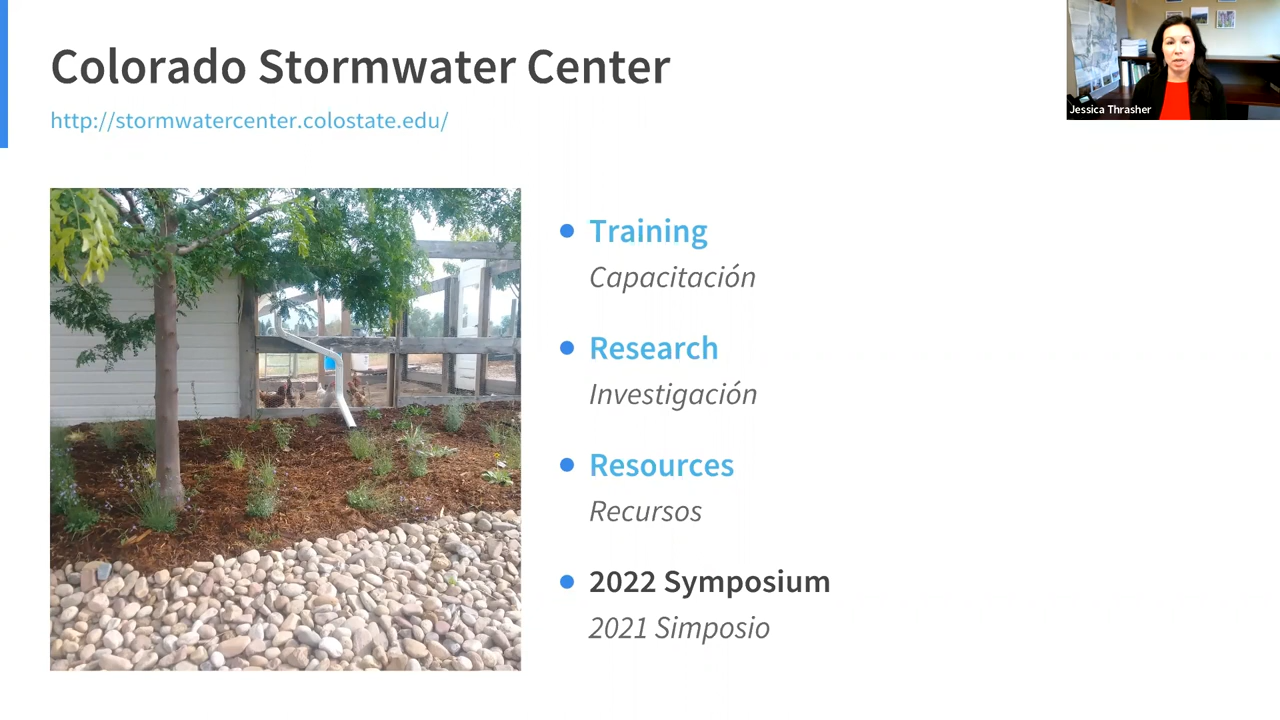 Colorado Stormwater Center
http://stormwatercenter.colostate.edu/
Jessica Thrasher
Training
Capacitación
Research
Investigación
Resources
Recursos
2022 Symposium
2021 Simposio